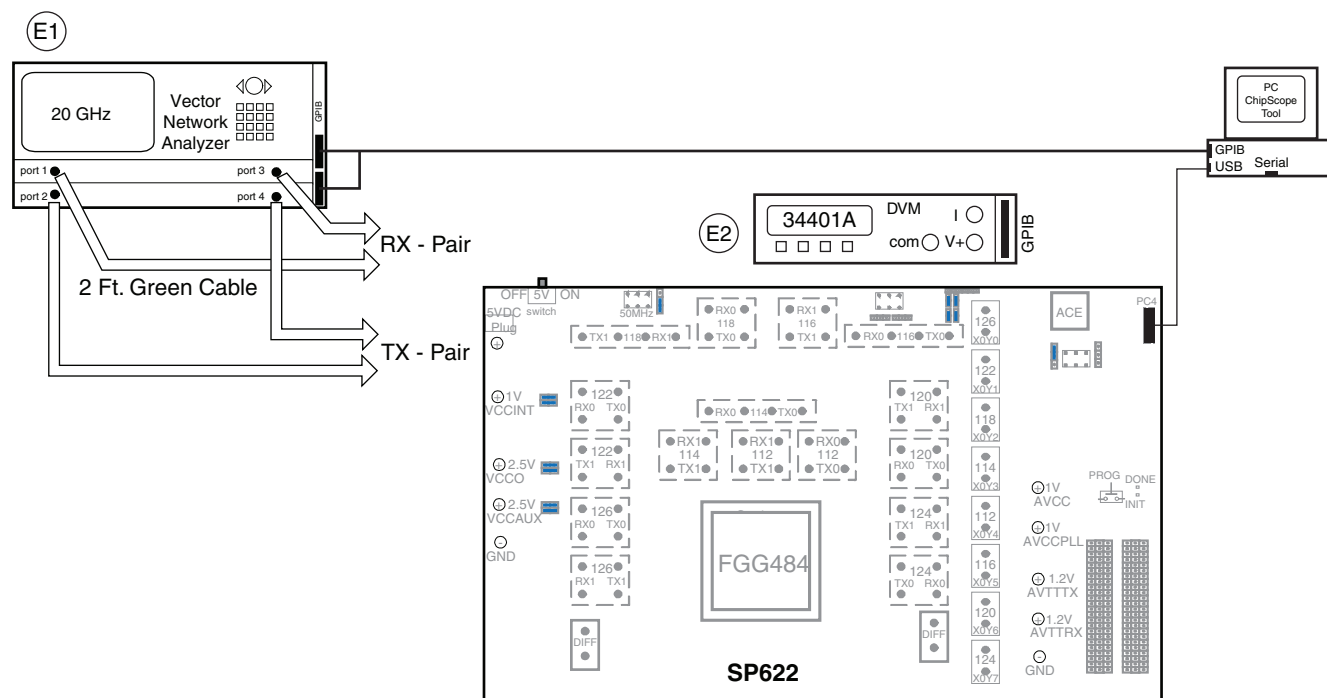 E1
20 GHz
Vector
Network
Analyzer
GPIB
port 1
port 3
port 2
port 4
RX - Pair
2 Ft. Green Cable
TX - Pair
PC
ChipScope
Tool
GPIB
USB
Serial
E2
34401A
DVM
I
com
V+
GPIB
OFF 5V ON
switch
5VDC
Plug
50MHz
TX1 118 RX1
RX0
118
TX0
RX1
116
TX1
RX0 116 TX0
126
X0Y0
ACE
PC4
1V
VCCINT
122
RX0 TX0
RX0 114 TX0
120
TX1 RX1
122
X0Y1
118
X0Y2
2.5V
VCCO
122
TX1 RX1
RX1
114
TX1
RX1
112
TX1
RX0
112
TX0
120
RX0 TX0
114
X0Y3
2.5V
VCCAUX
126
RX0 TX0
124
TX1 RX1
112
X0Y4
GND
126
RX1 TX1
FGG484
124
TX0 RX0
116
X0Y5
120
X0Y6
124
X0Y7
DIFF
DIFF
SP622
1V
AVCC
PROG
DONE
INIT
1V
AVCCPLL
1.2V
AVTTTX
1.2V
AVTTRX
GND